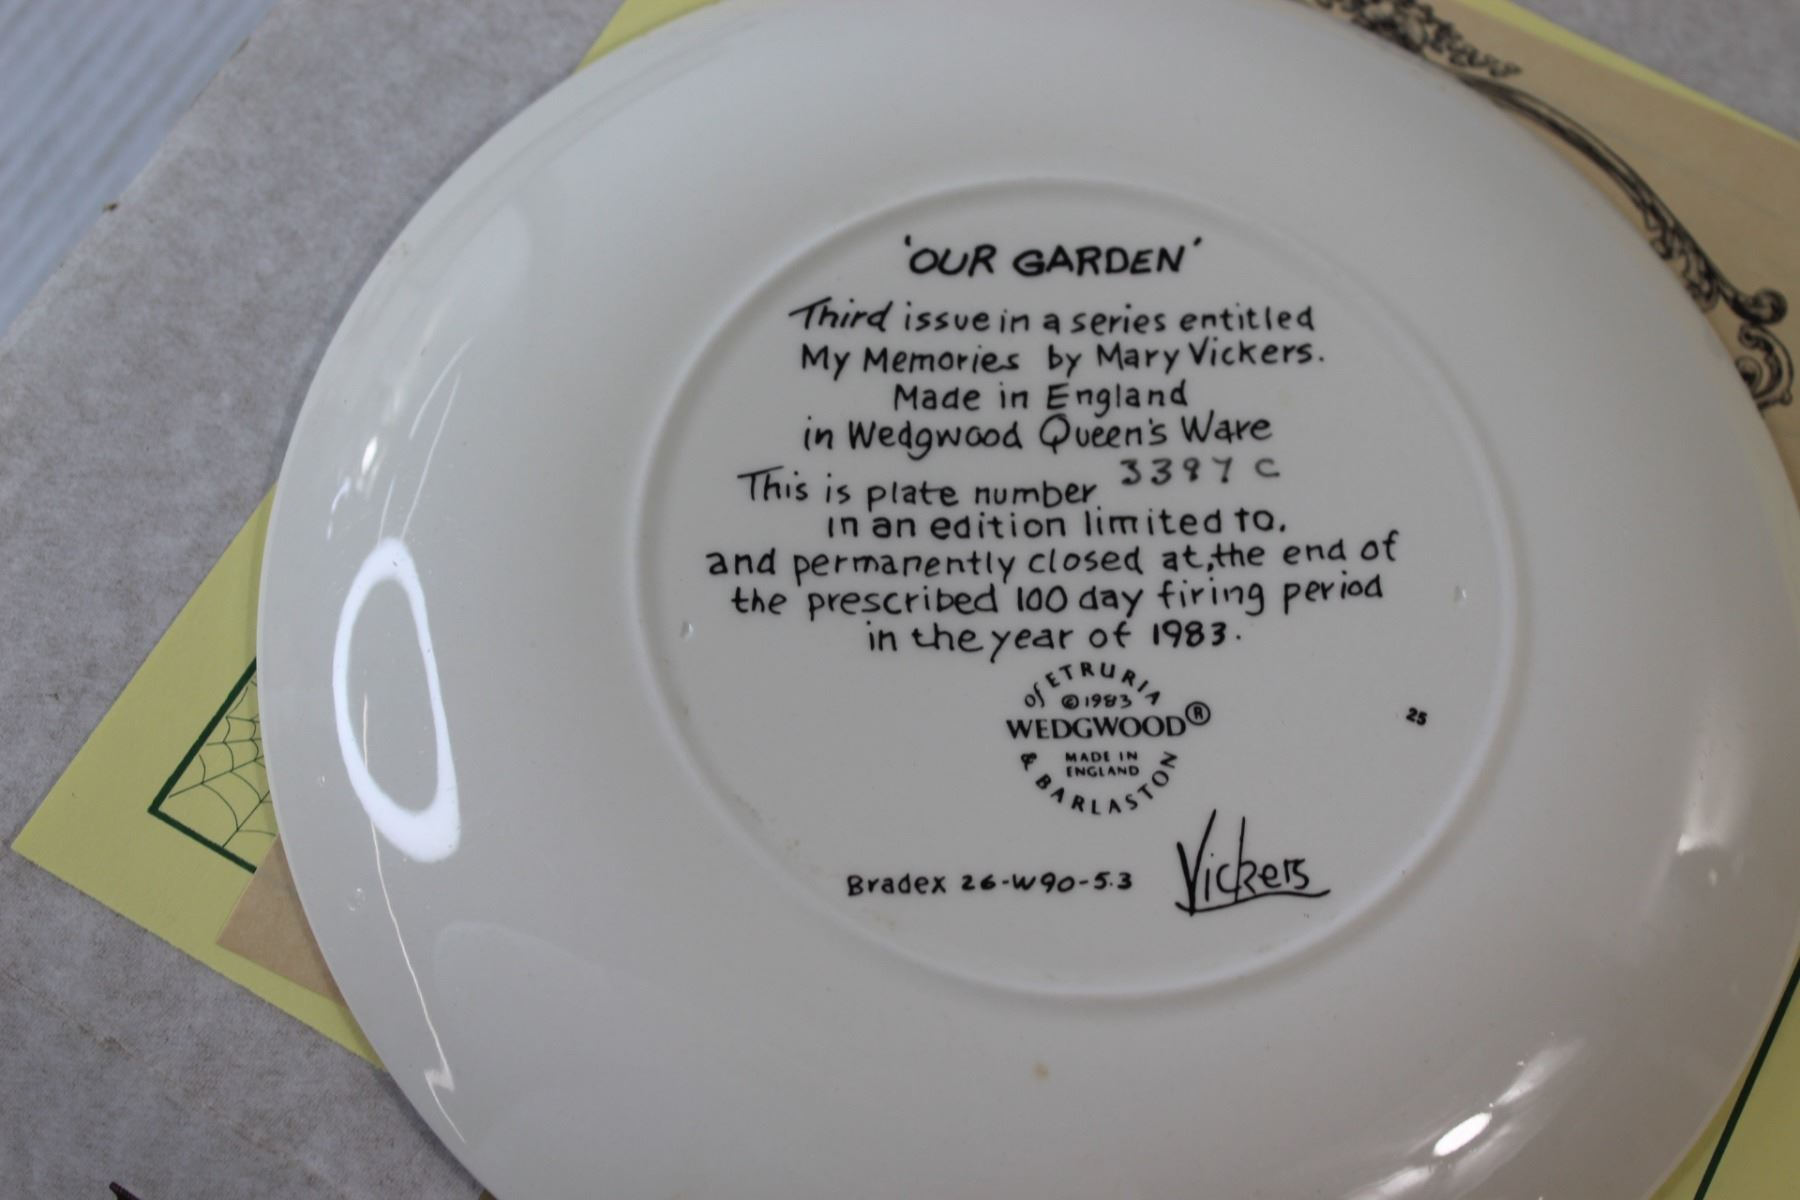 'OUR GARDEN'
Third issue in a series entitled
My Memories by Mary Vickers.
Made in England
in Wedgwood Queen's Ware
This is plate number 3397 C
in an edition limited to,
and permanently closed at, the end of
the prescribed 100 day firing period
in the year of 1983.
of ETRURIA
©1983
WEDGWOOD®
MADE IN
ENGLAND
& BARLASTON
25
Bradex 26-W90-5.3
Vickers